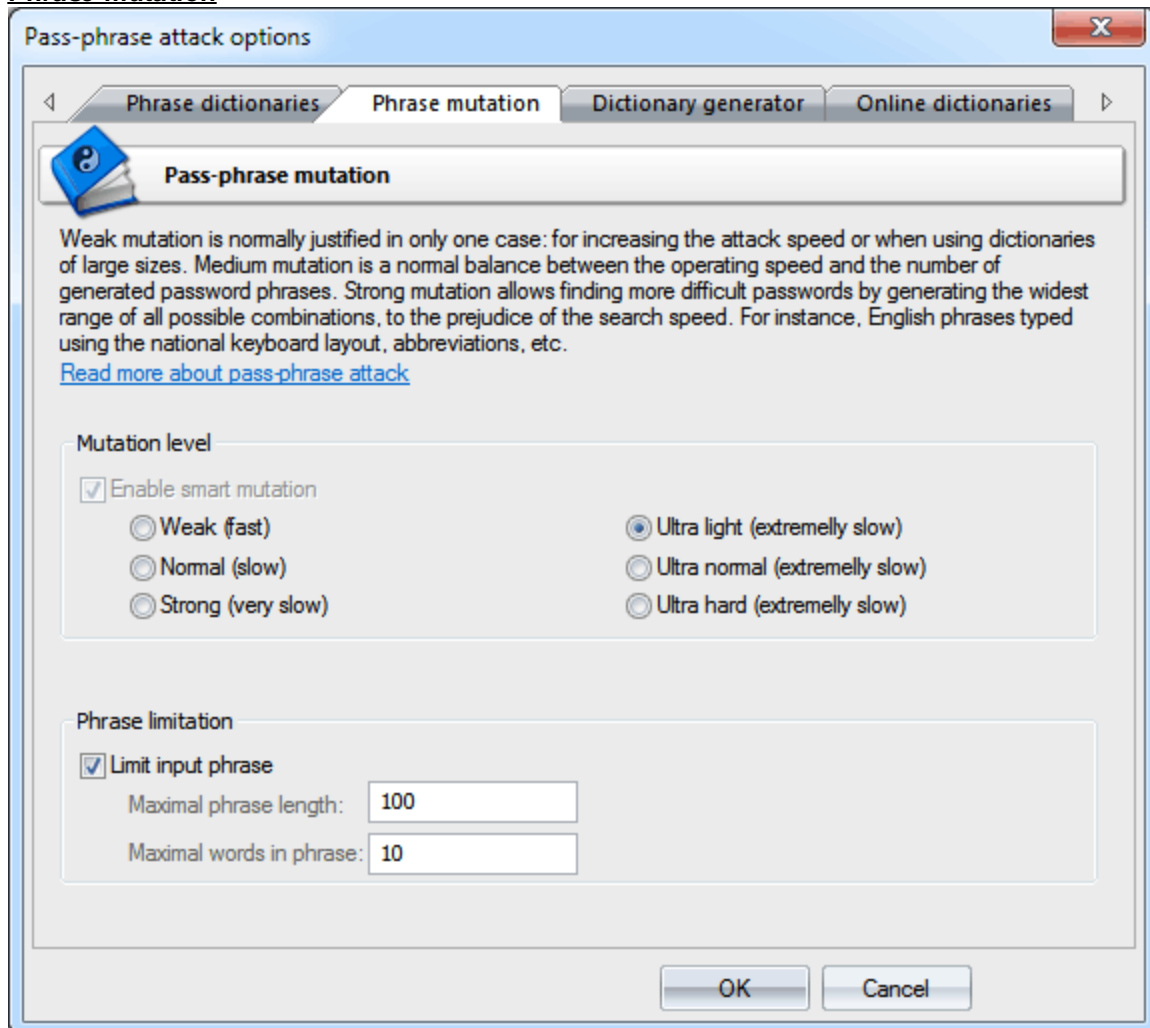 Phrase mutation
Pass-phrase attack options
Phrase dictionaries Phrase mutation Dictionary generator Online dictionaries
Pass-phrase mutation
Weak mutation is normally justified in only one case: for increasing the attack speed or when using dictionaries
of large sizes. Medium mutation is a normal balance between the operating speed and the number of
generated password phrases. Strong mutation allows finding more difficult passwords by generating the widest
range of all possible combinations, to the prejudice of the search speed. For instance, English phrases typed
using the national keyboard layout, abbreviations, etc.
Read more about pass-phrase attack
Mutation level
Enable smart mutation
Weak (fast) Ultra light (extremelly slow)
Normal (slow) Ultra normal (extremelly slow)
Strong (very slow) Ultra hard (extremelly slow)
Phrase limitation
Limit input phrase
Maximal phrase length: 100
Maximal words in phrase: 10
OK Cancel